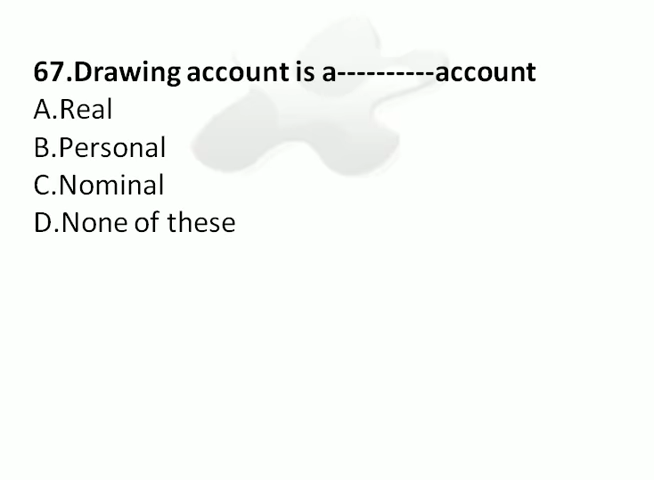 67.Drawing account is a----------account
A.Real
B.Personal
C.Nominal
D.None of these